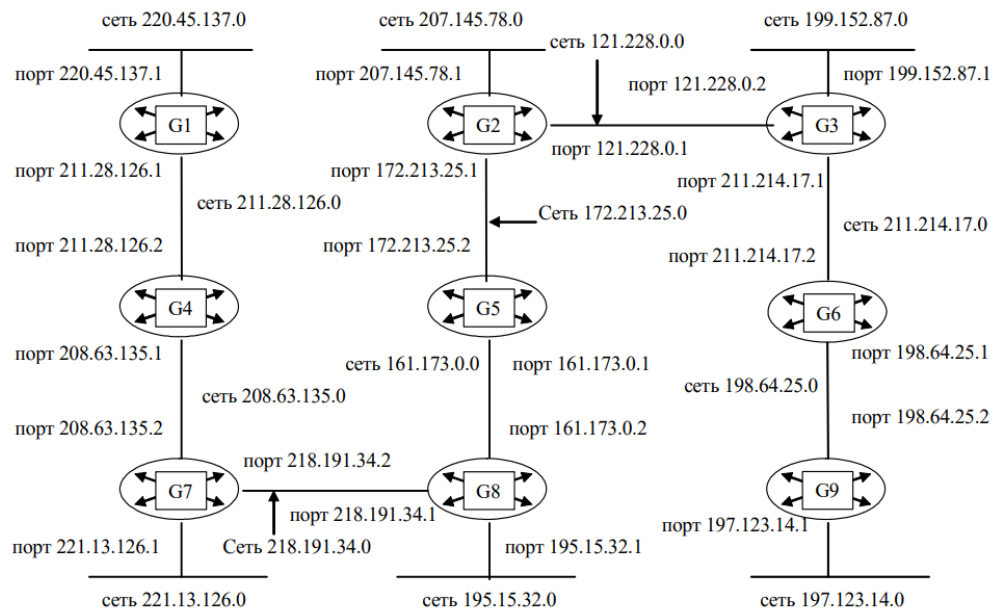 сеть 220.45.137.0
сеть 207.145.78.0
сеть 199.152.87.0
сеть 121.228.0.0
порт 220.45.137.1
порт 207.145.78.1
порт 121.228.0.2
порт 199.152.87.1
G1
G2
G3
порт 121.228.0.1
порт 211.28.126.1
порт 172.213.25.1
порт 211.214.17.1
сеть 211.28.126.0
Сеть 172.213.25.0
сеть 211.214.17.0
порт 211.28.126.2
порт 172.213.25.2
порт 211.214.17.2
G4
G5
G6
порт 208.63.135.1
сеть 161.173.0.0
порт 161.173.0.1
порт 198.64.25.1
сеть 208.63.135.0
сеть 198.64.25.0
порт 208.63.135.2
порт 161.173.0.2
порт 198.64.25.2
порт 218.191.34.2
G7
G8
G9
порт 218.191.34.1
порт 197.123.14.1
порт 221.13.126.1
Сеть 218.191.34.0
порт 195.15.32.1
сеть 221.13.126.0
сеть 195.15.32.0
сеть 197.123.14.0